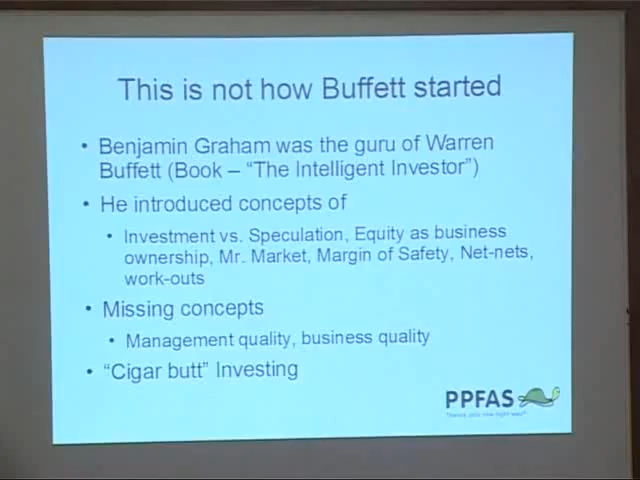 This is not how Buffett started
• Benjamin Graham was the guru of Warren
Buffett (Book – “The Intelligent Investor”)
• He introduced concepts of
• Investment vs. Speculation, Equity as business
ownership, Mr. Market, Margin of Safety, Net-nets,
work-outs
• Missing concepts
• Management quality, business quality
• “Cigar butt” Investing
PPFAS